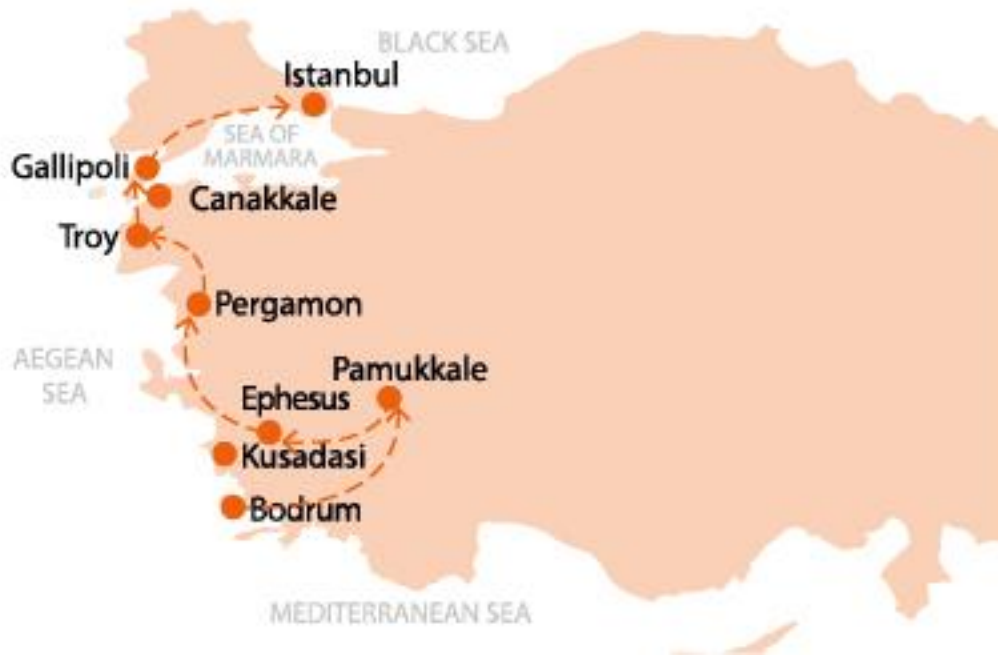 BLACK SEA
Istanbul
SEA OF
MARMARA
Gallipoli
Canakkale
Troy
Pergamon
AEGEAN
SEA
Pamukkale
Ephesus
Kusadasi
Bodrum
MEDITERRANEAN SEA